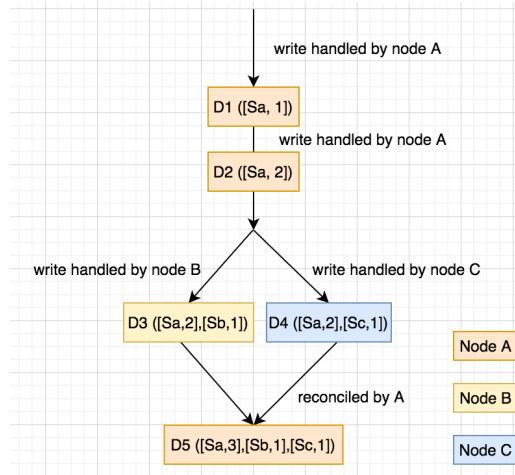 write handled by node A
D1 ([Sa, 1])
write handled by node A
D2 ([Sa, 2])
write handled by node B
write handled by node C
D3 ([Sa,2],[Sb,1])
D4 ([Sa,2],[Sc,1])
Node A
Node B
reconciled by A
D5 ([Sa,3],[Sb,1],[Sc,1])
Node C